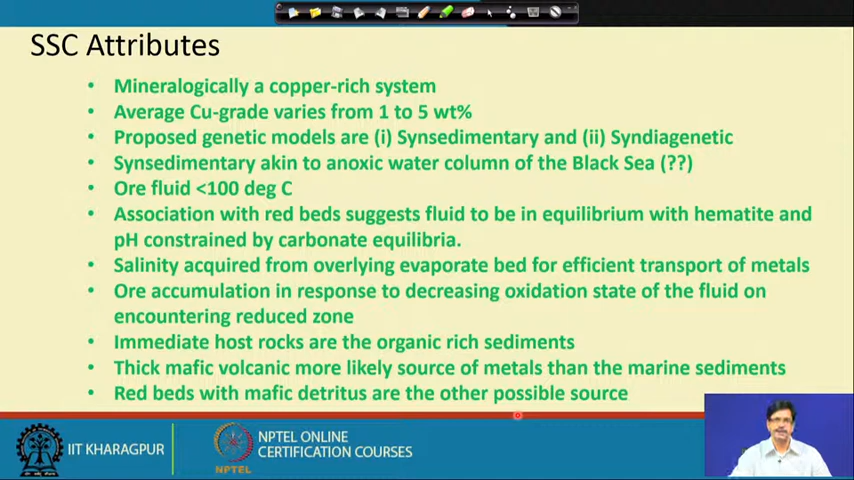 SSC Attributes
• Mineralogically a copper-rich system
• Average Cu-grade varies from 1 to 5 wt%
• Proposed genetic models are (i) Synsedimentary and (ii) Syndiagenetic
• Synsedimentary akin to anoxic water column of the Black Sea (??)
• Ore fluid <100 deg C
• Association with red beds suggests fluid to be in equilibrium with hematite and
pH constrained by carbonate equilibria.
• Salinity acquired from overlying evaporate bed for efficient transport of metals
• Ore accumulation in response to decreasing oxidation state of the fluid on
encountering reduced zone
• Immediate host rocks are the organic rich sediments
• Thick mafic volcanic more likely source of metals than the marine sediments
• Red beds with mafic detritus are the other possible source
IIT KHARAGPUR
NPTEL
NPTEL ONLINE
CERTIFICATION COURSES